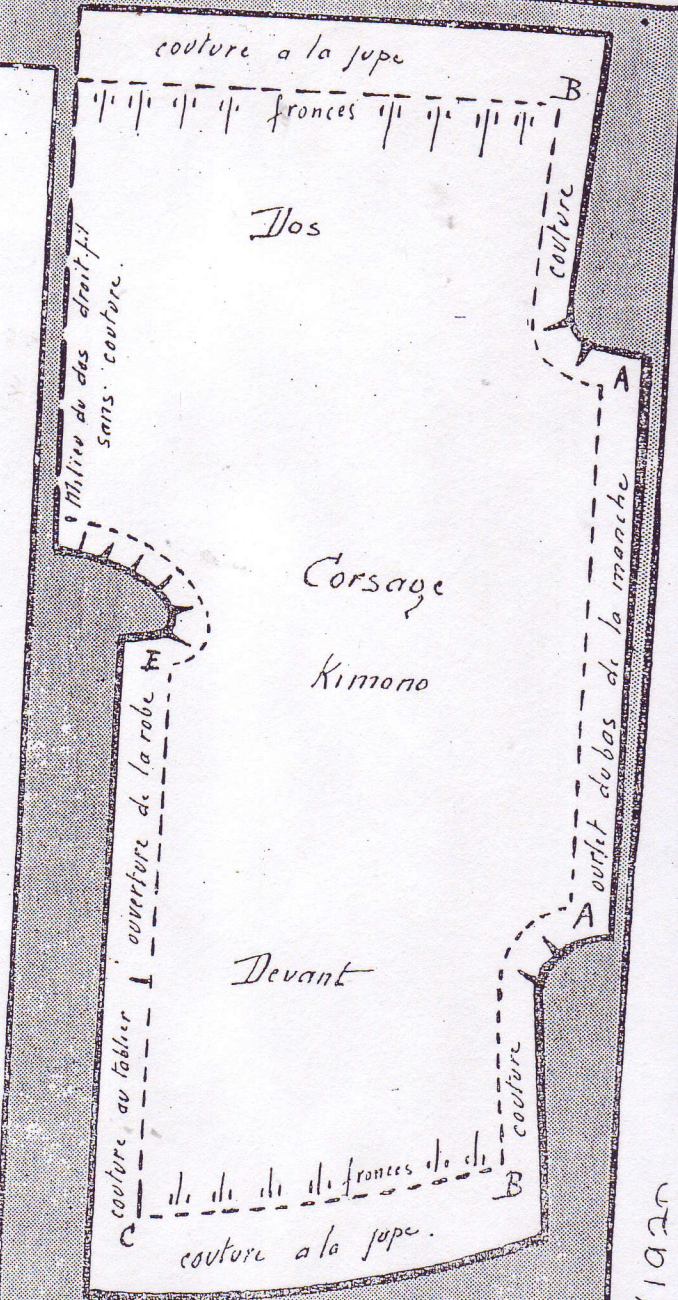 couture a la jupe
B
fronces
Dos
couture
Milieu du dos droit fil
sans couture.
A
Corsage
Kimono
ourlet du bas de la manche
E
ouverture de la robe
A
Devant
couture au tablier
couture
fronces
B
C
couture a la jupe.
1920